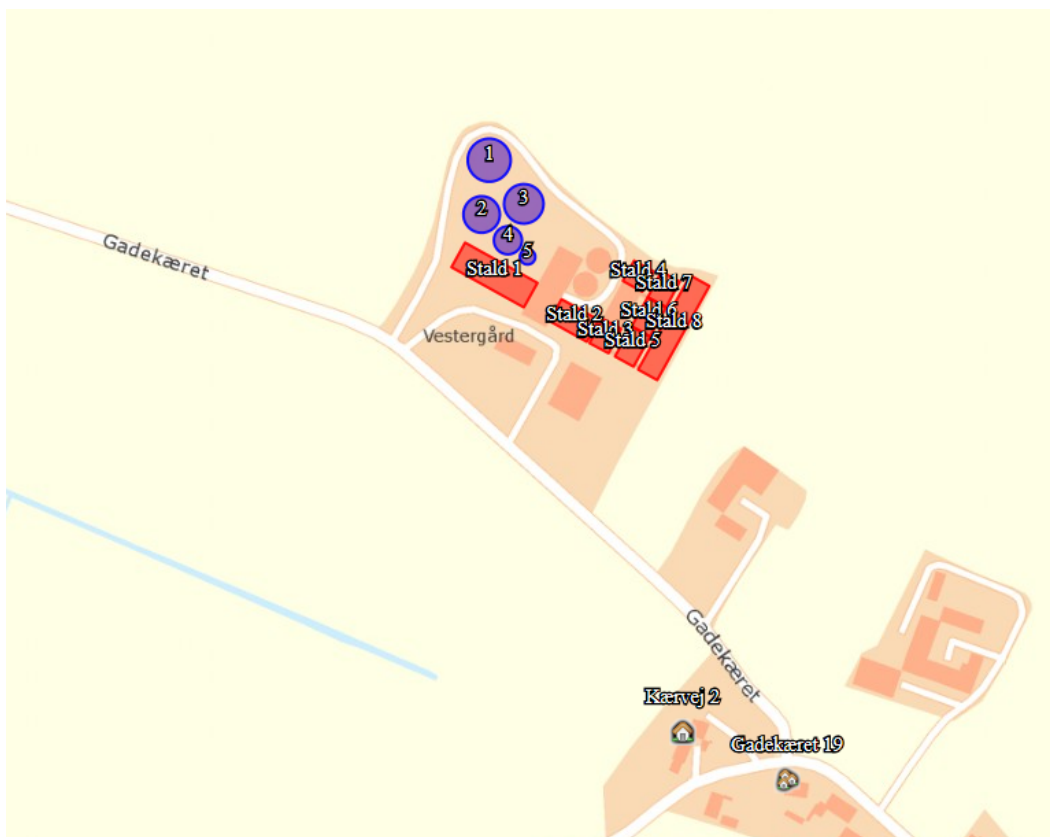 1
3
2
4
5
Gadekæret
Stald 1
Stald 4
Stald 7
Stald 2
Stald 6
Stald 3
Stald 8
Vestergård
Stald 5
Gadekæret
Kærvej 2
Gadekæret 19